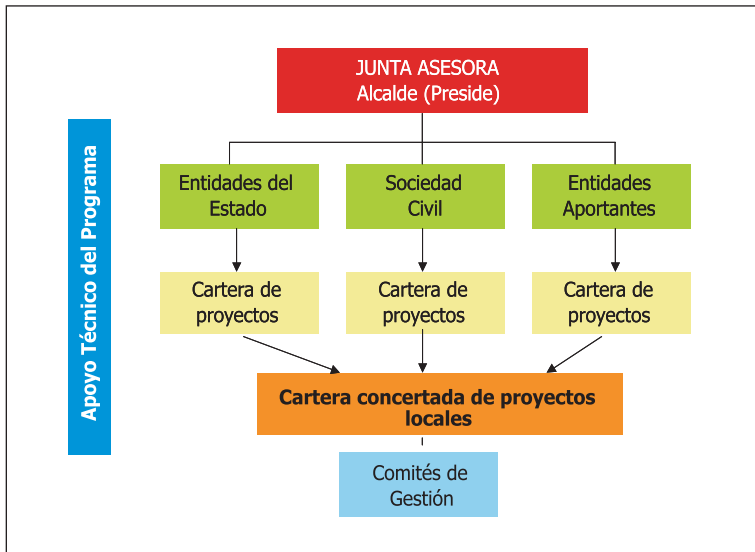 JUNTA ASESORA
Alcalde (Preside)
Apoyo Técnico del Programa
Entidades del
Estado
Sociedad
Civil
Entidades
Aportantes
Cartera de
proyectos
Cartera de
proyectos
Cartera de
proyectos
Cartera concertada de proyectos
locales
Comités de
Gestión